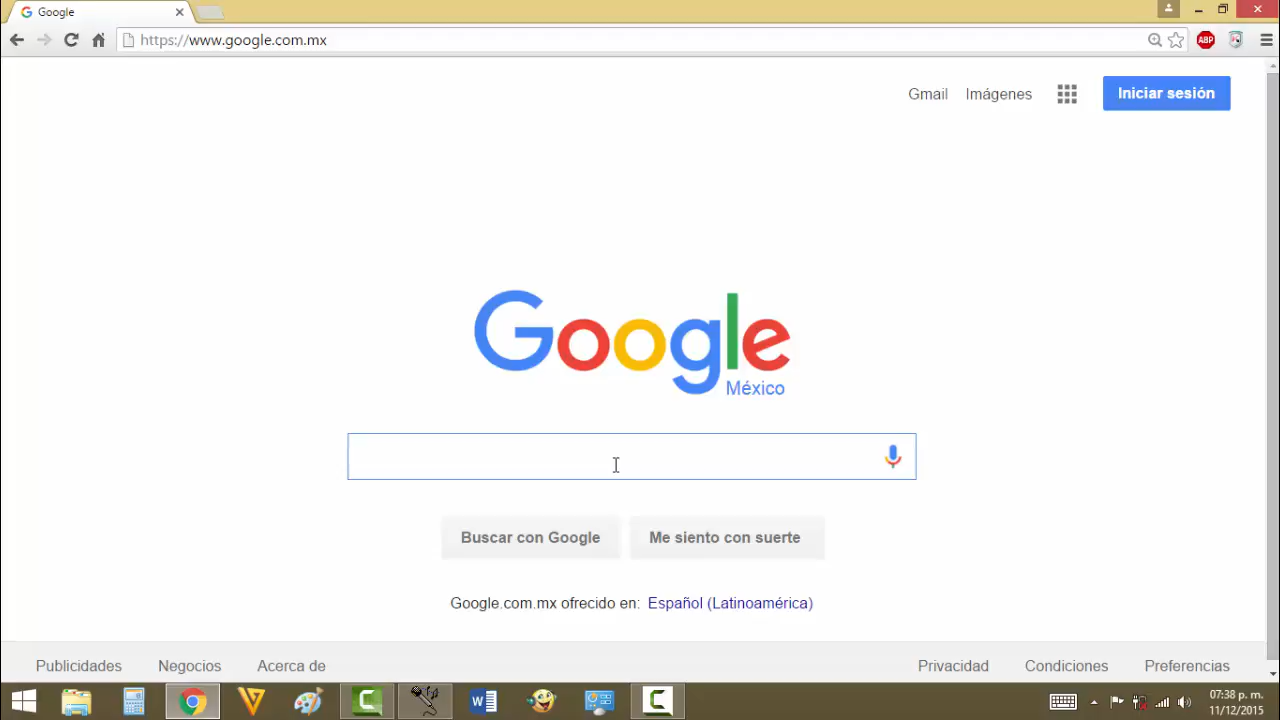 Google
https://www.google.com.mx
ABP
Gmail Imágenes Iniciar sesión
Google
México
Buscar con Google Me siento con suerte
Google.com.mx ofrecido en: Español (Latinoamérica)
Publicidades Negocios Acerca de Privacidad Condiciones Preferencias
07:38 p. m.
11/12/2015